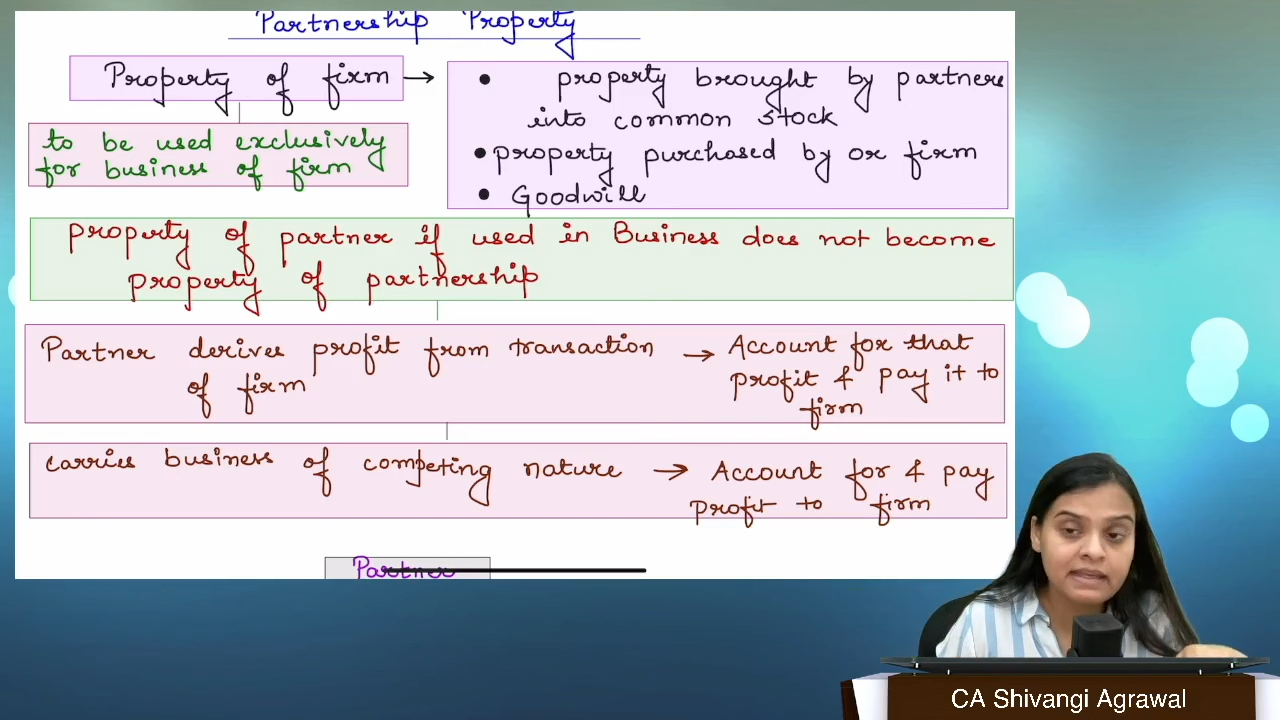 Partnership Property
Property of firm →
• property brought by partners
into common stock
• property purchased by or firm
• Goodwill
to be used exclusively
for business of firm
property of partner if used in Business does not become
property of partnership
Partner derives profit from transaction
of firm
→ Account for that
profit & pay it to
firm
carries business of competing nature → Account for & pay
profit to firm
Partner
CA Shivangi Agrawal